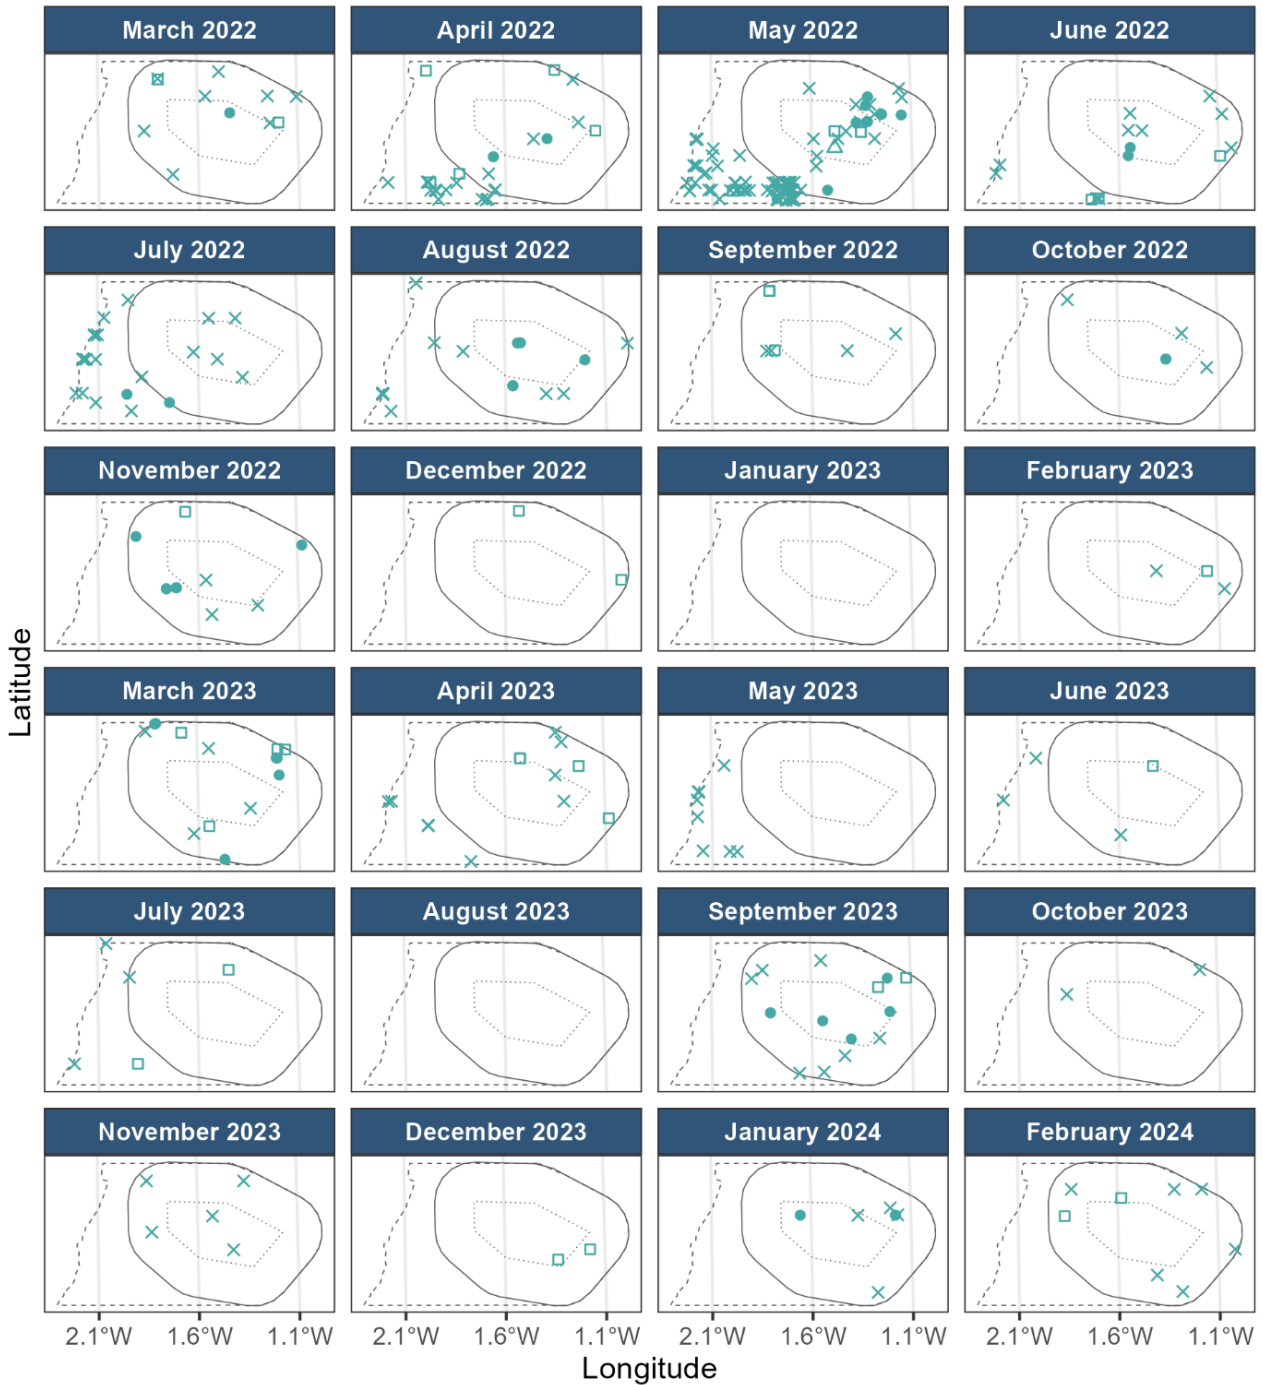 March 2022
April 2022
May 2022
June 2022
July 2022
August 2022
September 2022
October 2022
November 2022
December 2022
January 2023
February 2023
March 2023
April 2023
May 2023
June 2023
July 2023
August 2023
September 2023
October 2023
November 2023
December 2023
January 2024
February 2024
Latitude
2.1°W 1.6°W 1.1°W 2.1°W 1.6°W 1.1°W 2.1°W 1.6°W 1.1°W 2.1°W 1.6°W 1.1°W
Longitude